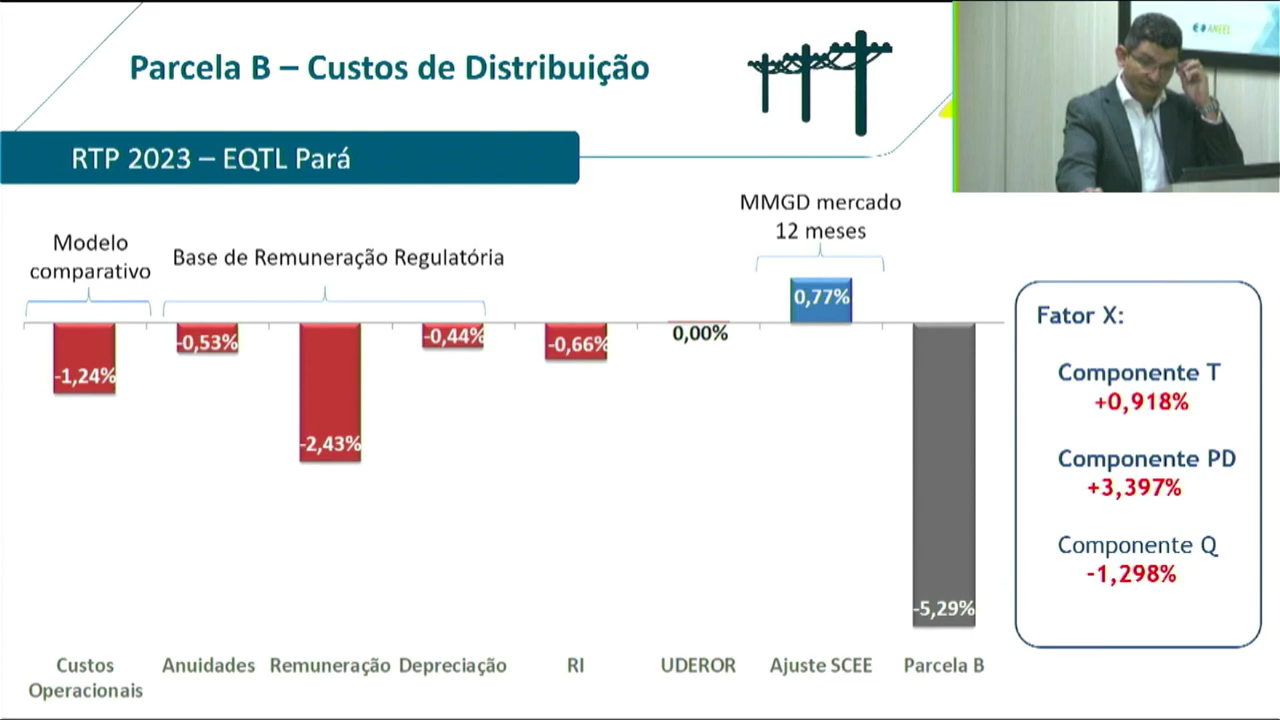 Parcela B – Custos de Distribuição
ANEEL
RTP 2023 – EQTL Pará
MMGD mercado
12 meses
Modelo
comparativo
Base de Remuneração Regulatória
-1,24%
-0,53%
-2,43%
-0,44%
-0,66%
0,00%
0,77%
-5,29%
Custos
Operacionais
Anuidades
Remuneração
Depreciação
RI
UDEROR
Ajuste SCEE
Parcela B
Fator X:
Componente T
+0,918%
Componente PD
+3,397%
Componente Q
-1,298%